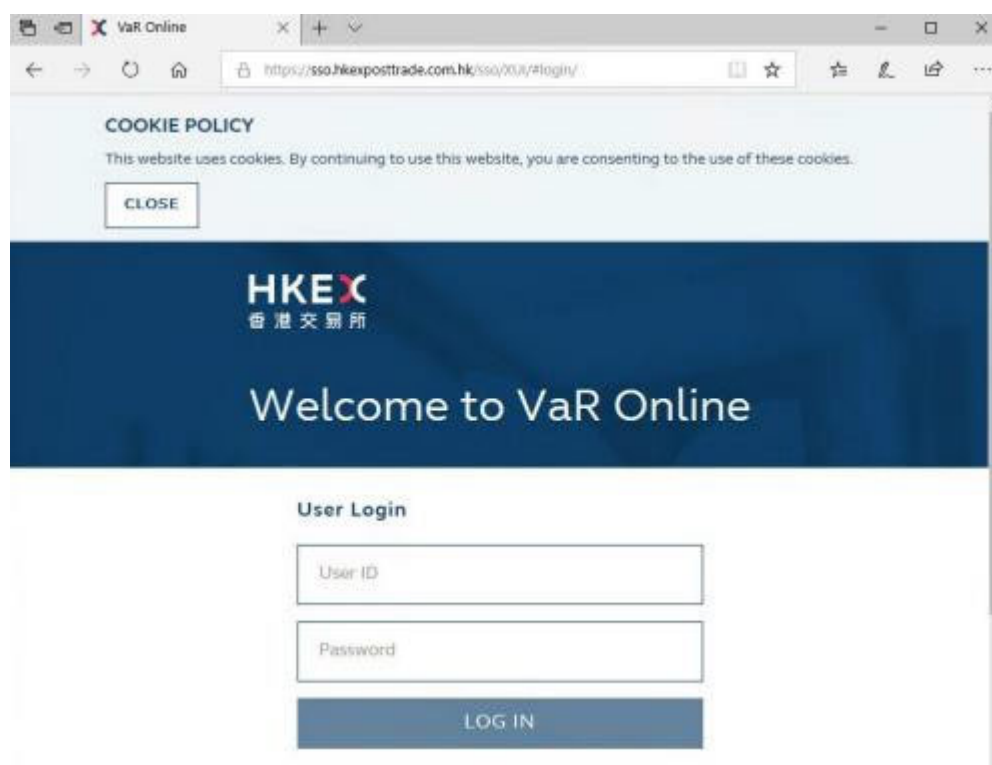 VaR Online
https://sso.hkexposttrade.com.hk/sso/XUI/#login/
COOKIE POLICY
This website uses cookies. By continuing to use this website, you are consenting to the use of these cookies.
CLOSE
HKEX
香港交易所
Welcome to VaR Online
User Login
User ID
Password
LOG IN